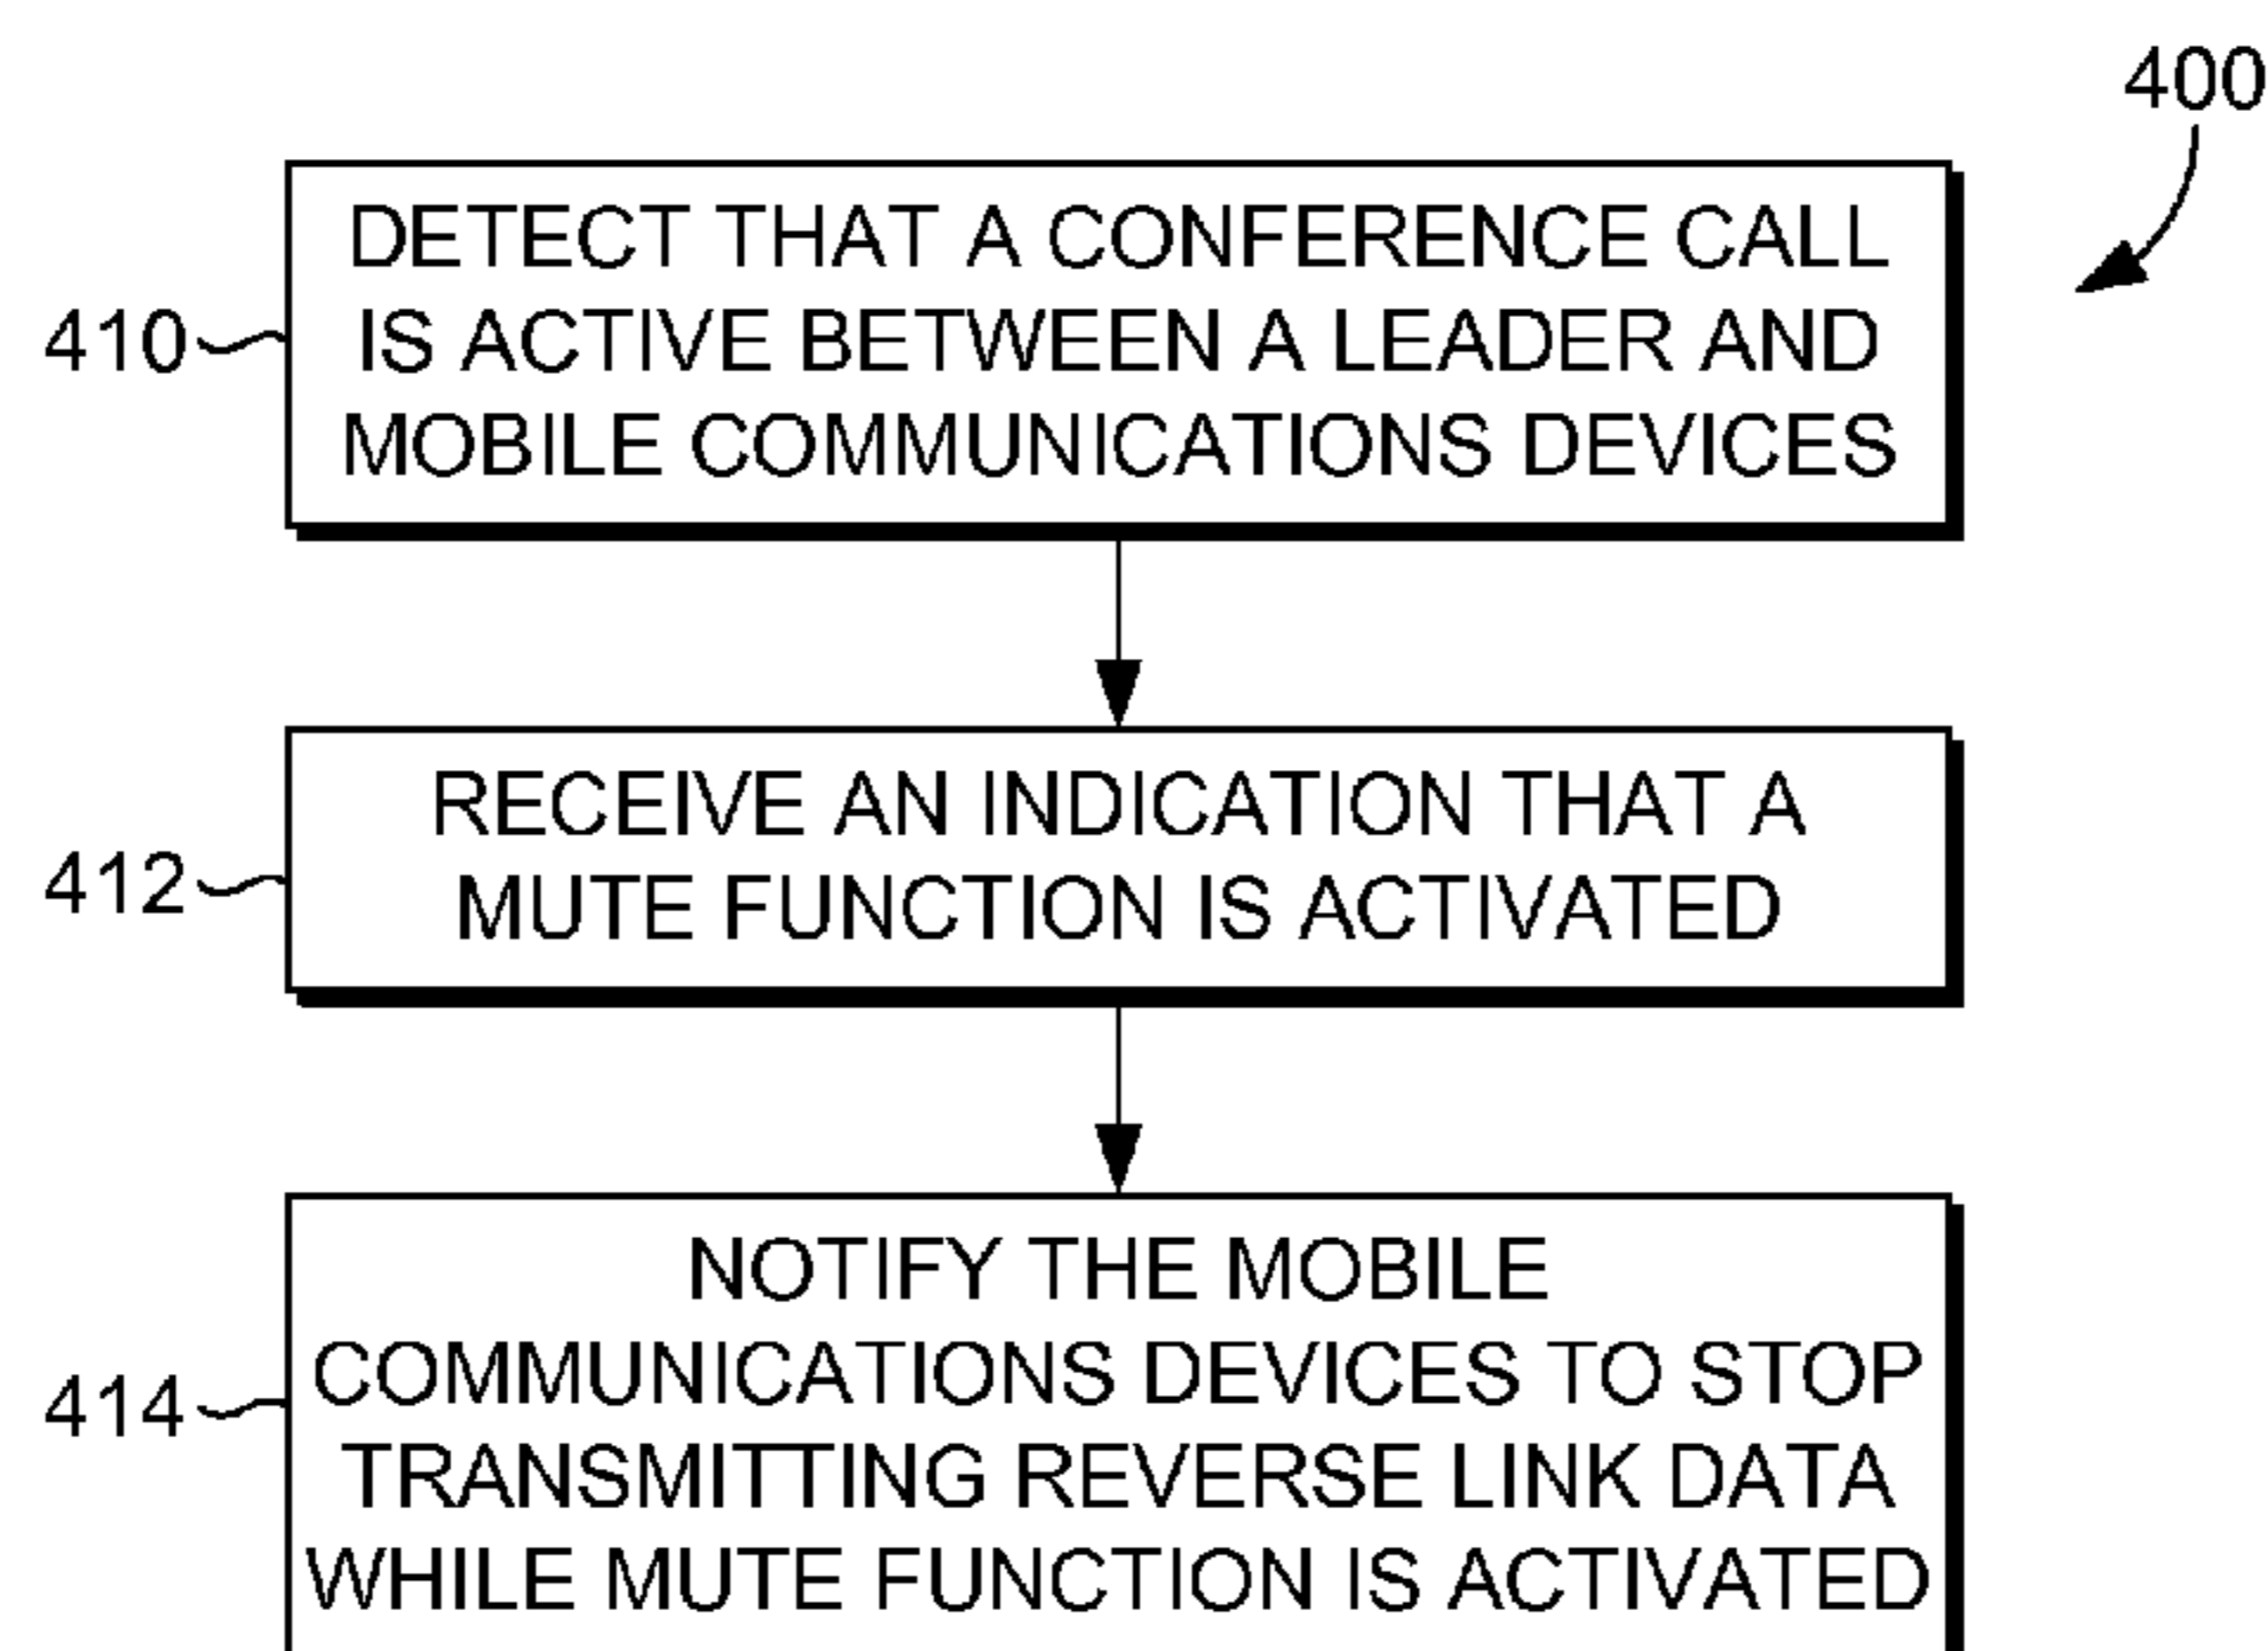 400
DETECT THAT A CONFERENCE CALL
IS ACTIVE BETWEEN A LEADER AND
MOBILE COMMUNICATIONS DEVICES
410
RECEIVE AN INDICATION THAT A
MUTE FUNCTION IS ACTIVATED
412
NOTIFY THE MOBILE
COMMUNICATIONS DEVICES TO STOP
TRANSMITTING REVERSE LINK DATA
WHILE MUTE FUNCTION IS ACTIVATED
414